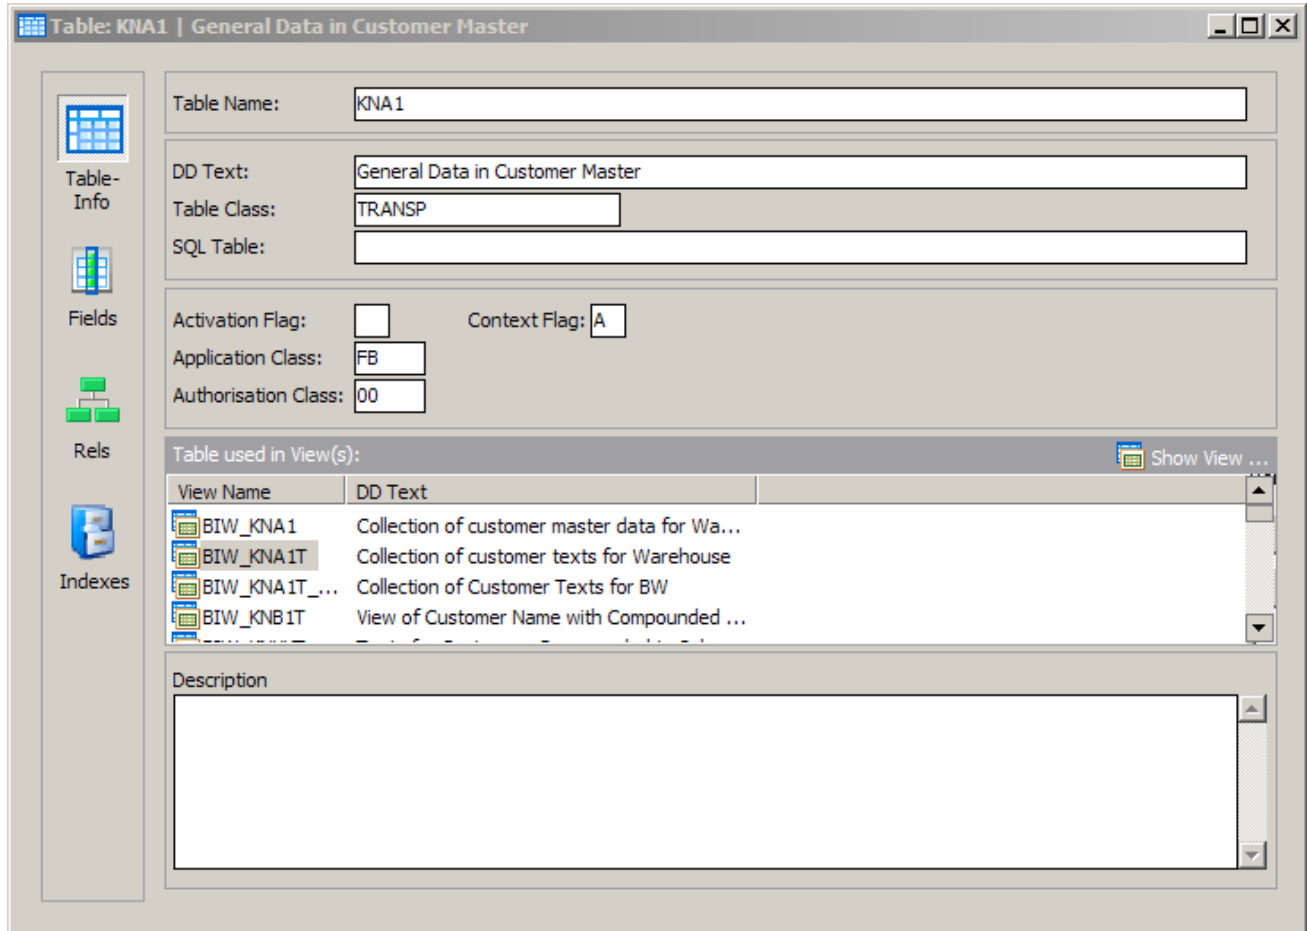 Table: KNA1 | General Data in Customer Master
Table-
Info
Fields
Rels
Indexes
Table Name: KNA1
DD Text: General Data in Customer Master
Table Class: TRANSP
SQL Table:
Activation Flag: Context Flag: A
Application Class: FB
Authorisation Class: 00
Table used in View(s): Show View ...
View Name DD Text
BIW_KNA1 Collection of customer master data for Wa...
BIW_KNA1T Collection of customer texts for Warehouse
BIW_KNA1T_... Collection of Customer Texts for BW
BIW_KNB1T View of Customer Name with Compounded ...
Description